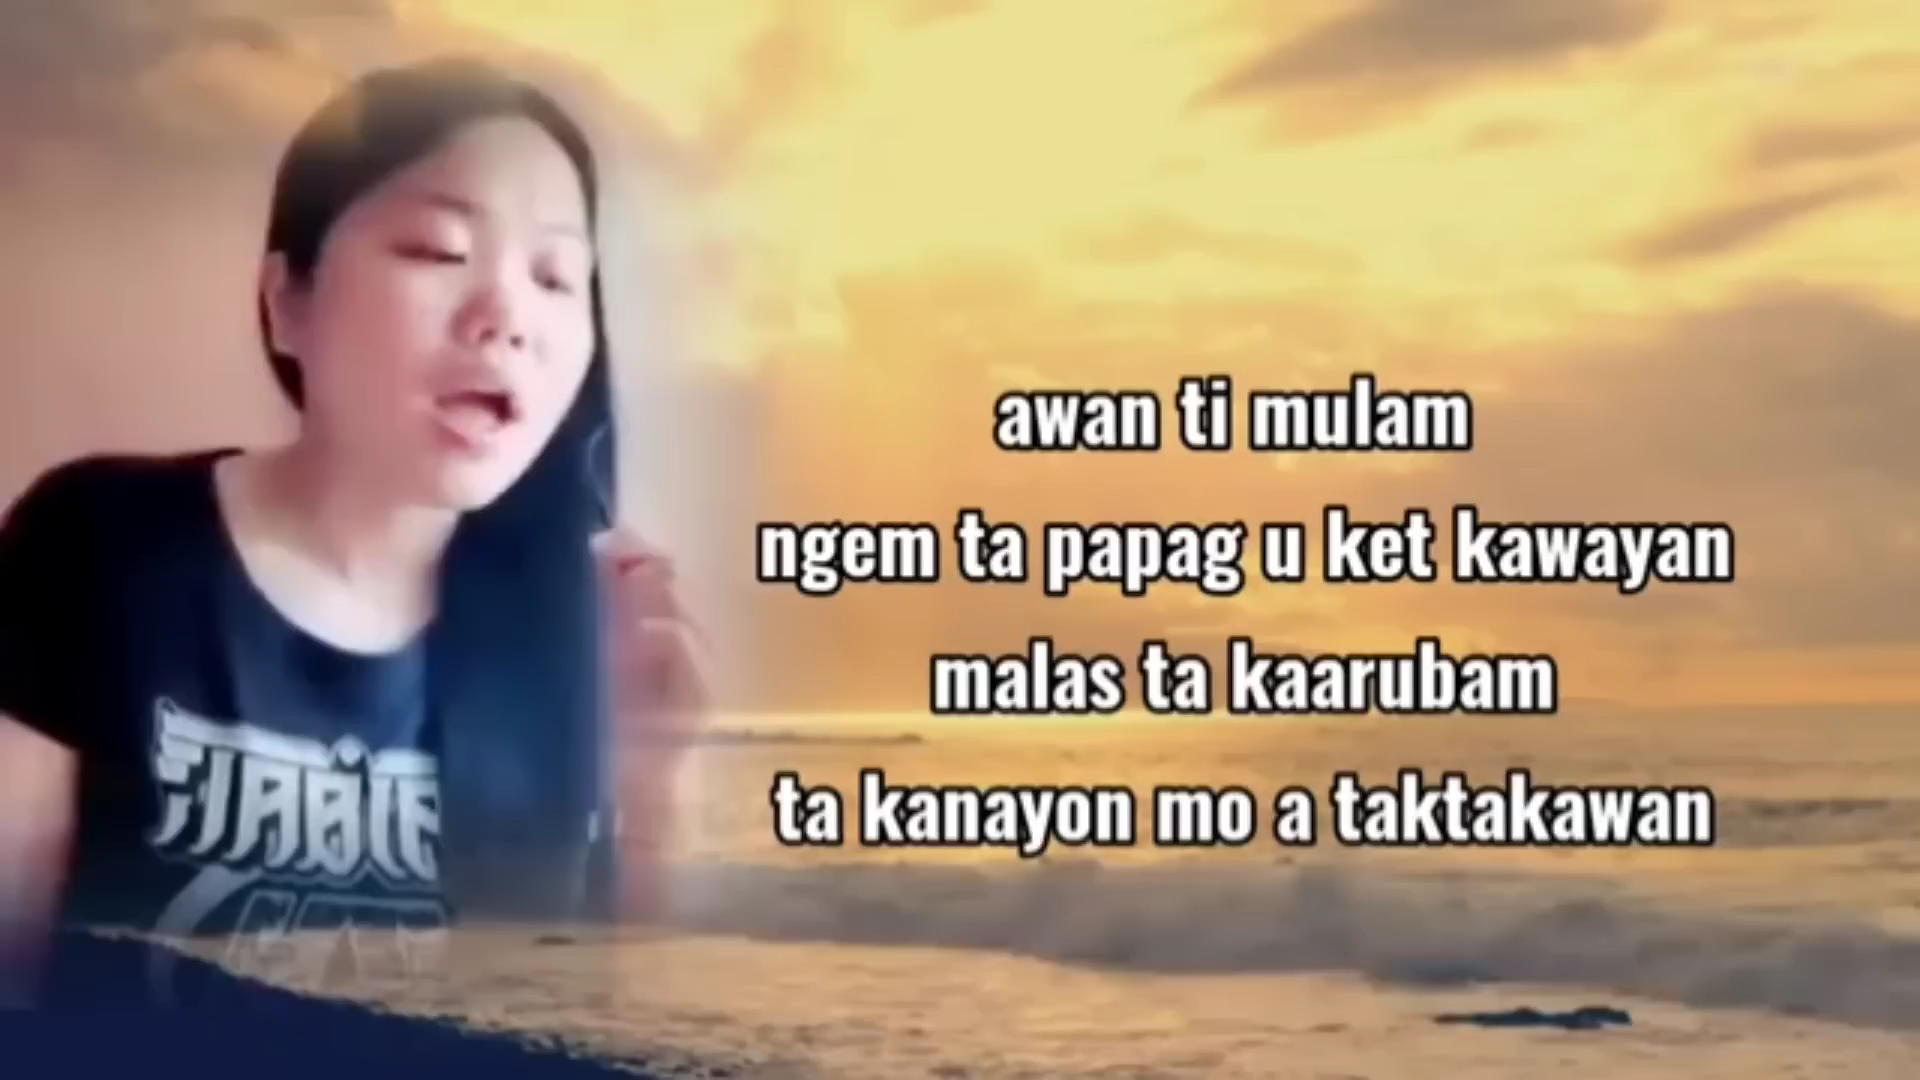 awan ti mulam
ngem ta papag u ket kawayan
malas ta kaarubam
ta kanayon mo a taktakawan